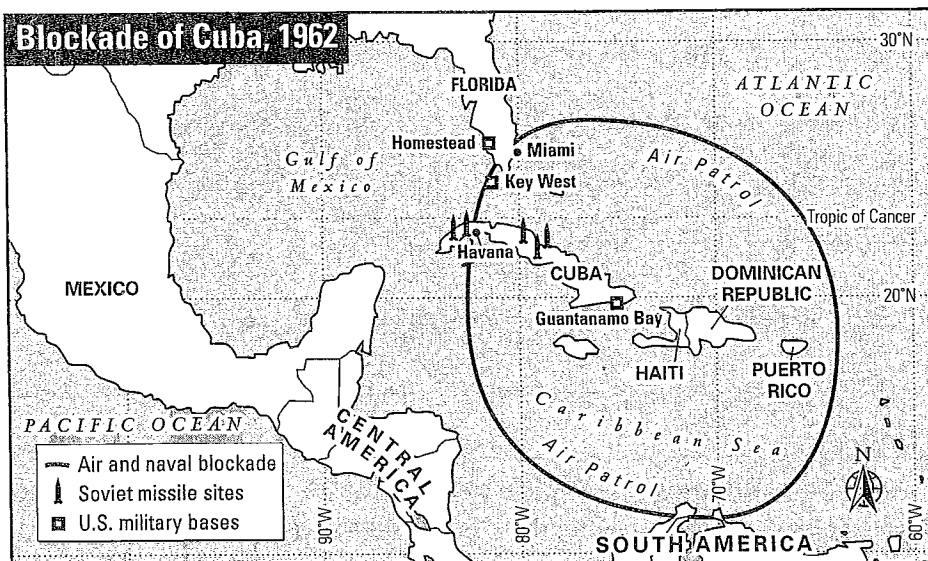 Blockade of Cuba, 1962
30°N
ATLANTIC
OCEAN
FLORIDA
Homestead
Miami
Gulf of
Mexico
Key West
Air Patrol
Tropic of Cancer
Havana
MEXICO
CUBA
DOMINICAN
REPUBLIC
20°N
Guantanamo Bay
HAITI
PUERTO
RICO
PACIFIC OCEAN
CENTRAL
AMERICA
Caribbean Sea
Air Patrol
Air and naval blockade
Soviet missile sites
U.S. military bases
N
90°W
80°W
70°W
60°W
SOUTH AMERICA